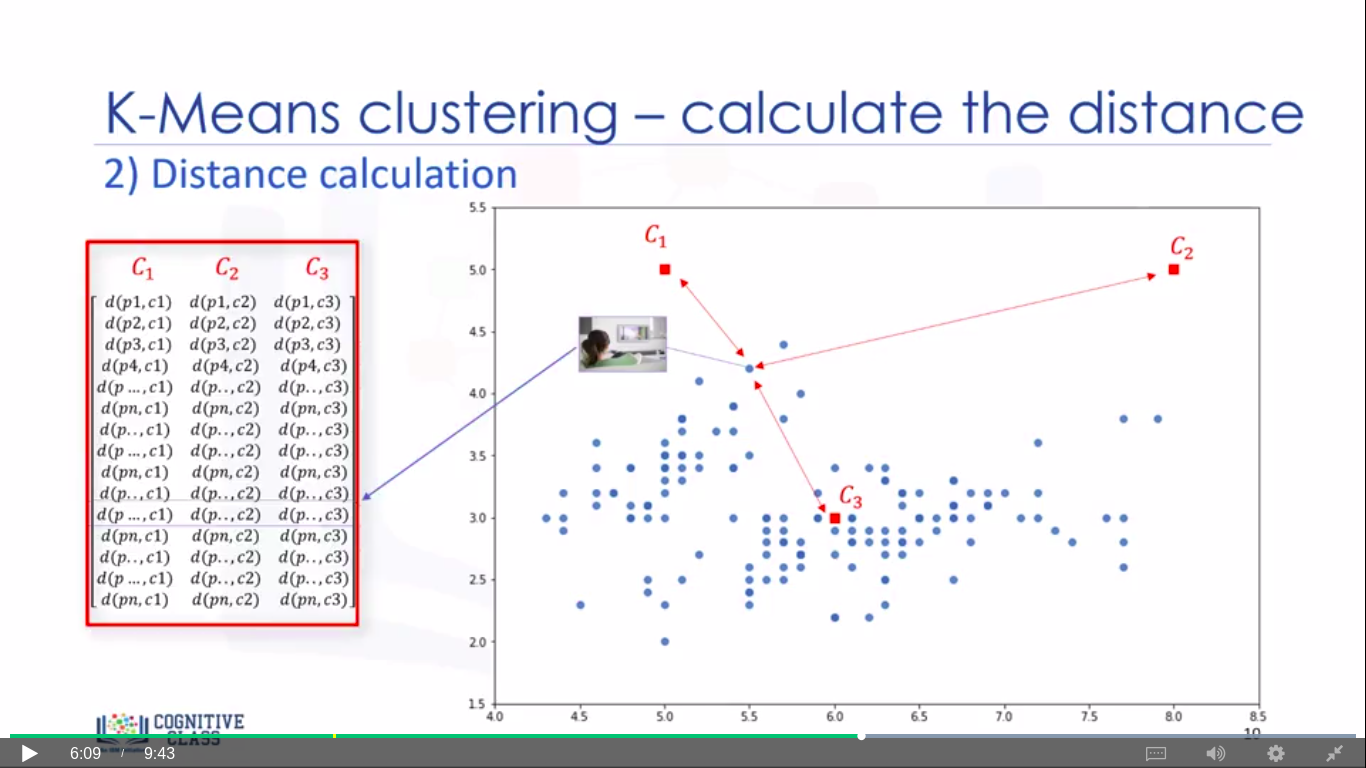 K-Means clustering – calculate the distance
2) Distance calculation
C1 C2 C3
d(p1,c1) d(p1,c2) d(p1,c3)
d(p2,c1) d(p2,c2) d(p2,c3)
d(p3,c1) d(p3,c2) d(p3,c3)
d(p4,c1) d(p4,c2) d(p4,c3)
d(p ...,c1) d(p..,c2) d(p..,c3)
d(pn,c1) d(pn,c2) d(pn,c3)
d(p..,c1) d(p..,c2) d(p..,c3)
d(p ...,c1) d(p..,c2) d(p..,c3)
d(pn,c1) d(pn,c2) d(pn,c3)
d(p..,c1) d(p..,c2) d(p..,c3)
d(p ...,c1) d(p..,c2) d(p..,c3)
d(pn,c1) d(pn,c2) d(pn,c3)
d(p..,c1) d(p..,c2) d(p..,c3)
d(p ...,c1) d(p..,c2) d(p..,c3)
d(pn,c1) d(pn,c2) d(pn,c3)
5.5
C1
C2
5.0
4.5
4.0
3.5
C3
3.0
2.5
2.0
1.5
4.0 4.5 5.0 5.5 6.0 6.5 7.0 7.5 8.0 8.5
COGNITIVE
CLASS
10
6:09 / 9:43